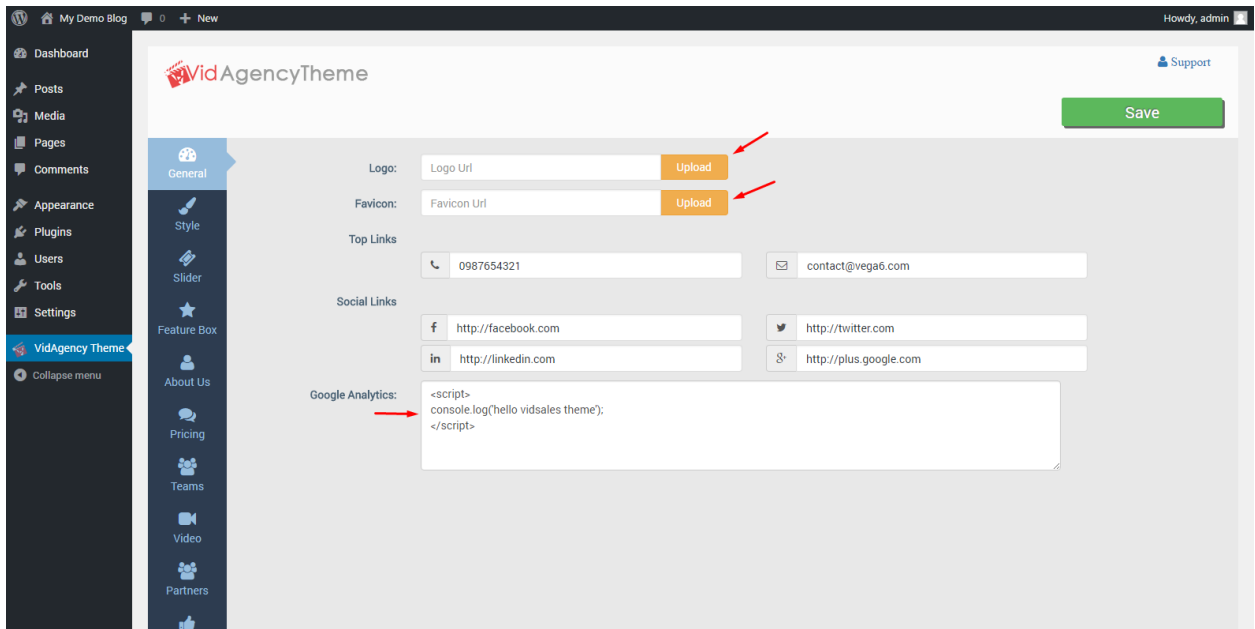 My Demo Blog 0 + New Howdy, admin
Dashboard
Posts
Media
Pages
Comments
Appearance
Plugins
Users
Tools
Settings
VidAgency Theme
Collapse menu
VidAgencyTheme
Support
Save
General
Style
Slider
Feature Box
About Us
Pricing
Teams
Video
Partners
Logo: Logo Url Upload
Favicon: Favicon Url Upload
Top Links
0987654321 contact@vega6.com
Social Links
http://facebook.com http://twitter.com
in http://linkedin.com http://plus.google.com
Google Analytics: <script>
console.log('hello vidsales theme');
</script>